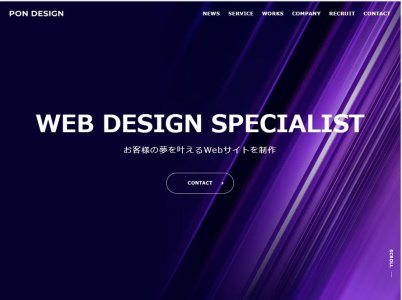 PON DESIGN
NEWS SERVICE WORKS COMPANY RECRUIT CONTACT
WEB DESIGN SPECIALIST
お客様の夢を叶えるWebサイトを制作
CONTACT
SCROLL